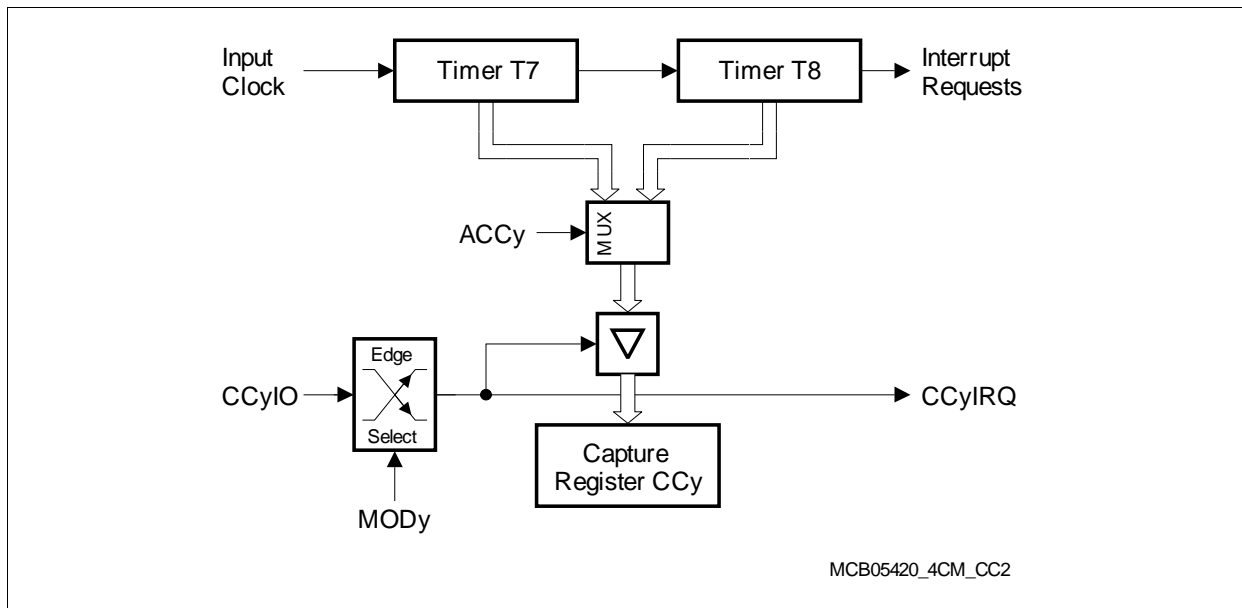 Input
Clock
Timer T7
Timer T8
Interrupt
Requests
MUX
ACCy
Edge
Select
CCyIO
CCyIRQ
Capture
Register CCy
MODy
MCB05420_4CM_CC2